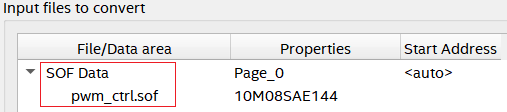 Input files to convert
File/Data area Properties Start Address
SOF Data Page_0 <auto>
pwm_ctrl.sof 10M08SAE144